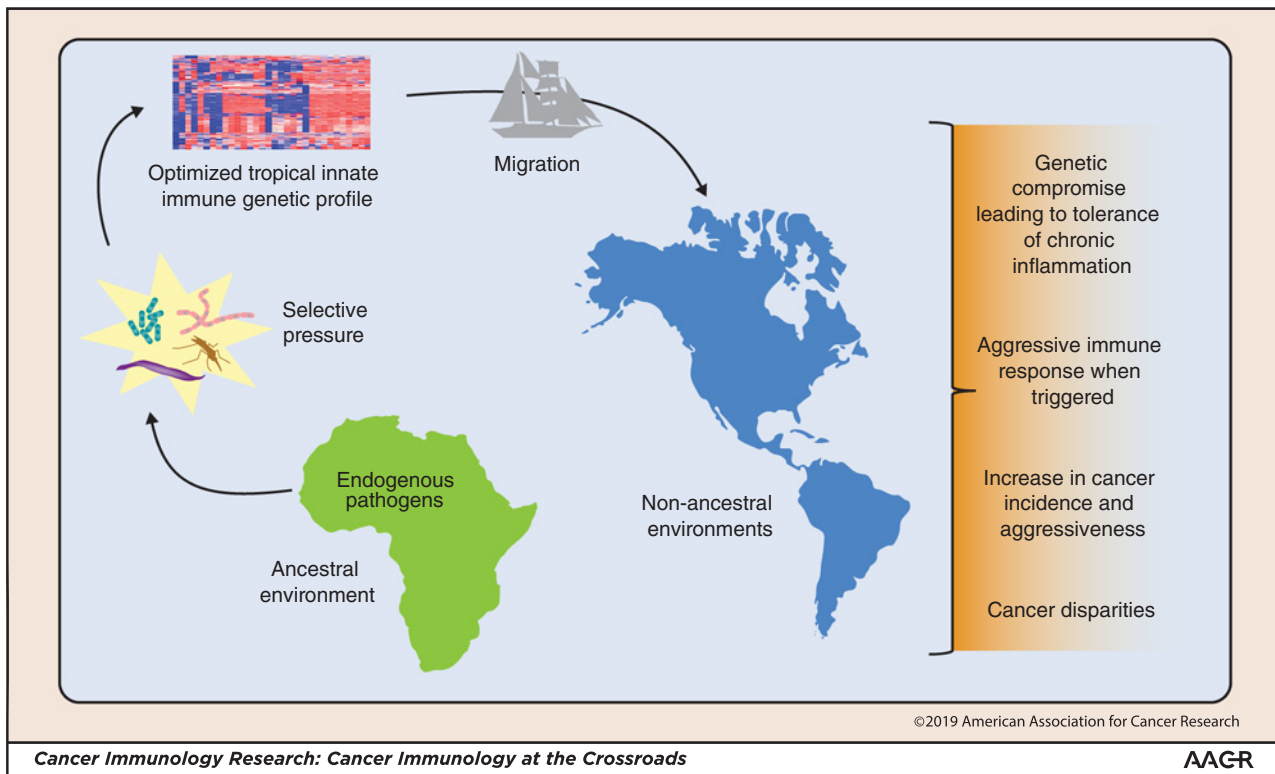 Optimized tropical innate
immune genetic profile
Migration
Selective
pressure
Endogenous
pathogens
Ancestral
environment
Non-ancestral
environments
Genetic
compromise
leading to tolerance
of chronic
inflammation
Aggressive immune
response when
triggered
Increase in cancer
incidence and
aggressiveness
Cancer disparities
©2019 American Association for Cancer Research
Cancer Immunology Research: Cancer Immunology at the Crossroads
AACR